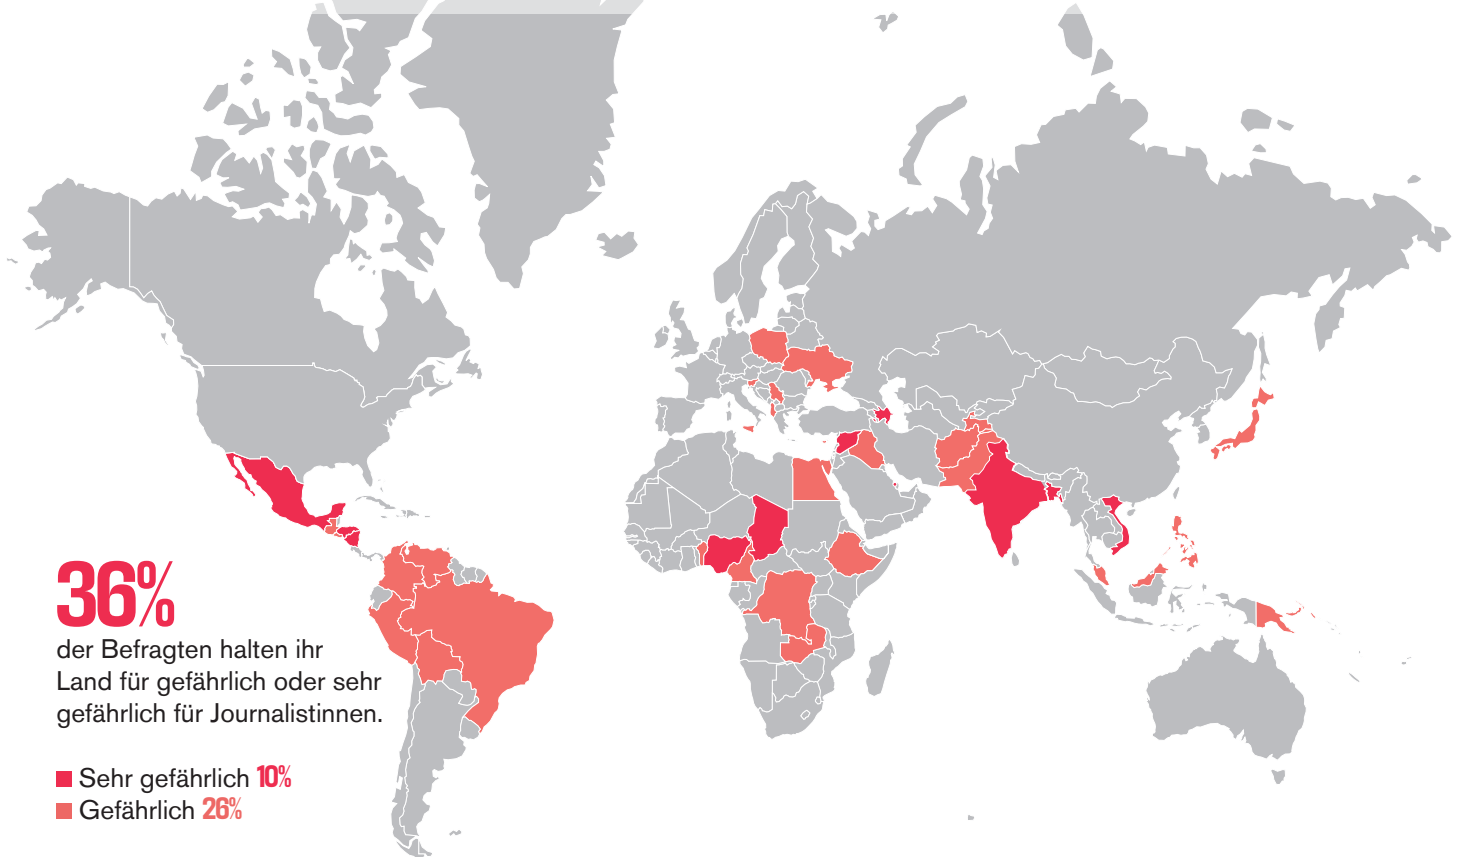 36%
der Befragten halten ihr
Land für gefährlich oder sehr
gefährlich für Journalistinnen.
Sehr gefährlich 10%
Gefährlich 26%